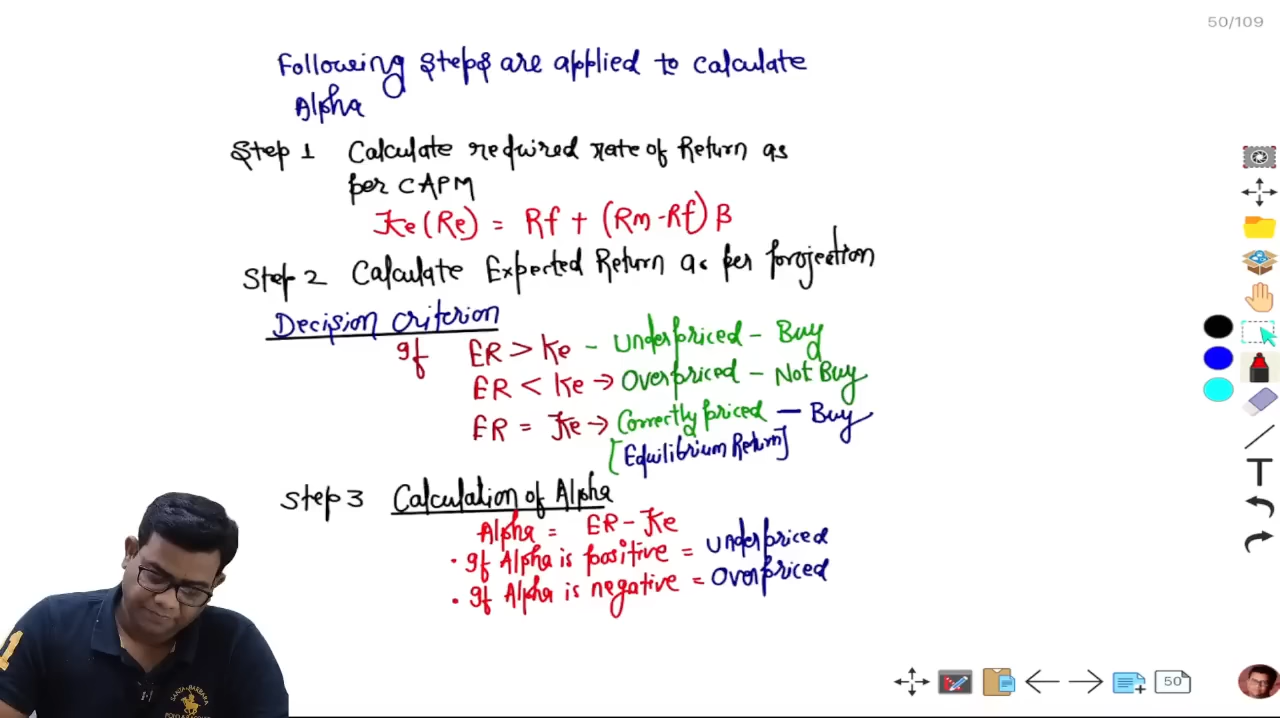 50/109
Following Steps are applied to calculate
Alpha
Step 1 Calculate required rate of Return as
per CAPM
Ke (Re) = Rf + (Rm - Rf) β
Step 2 Calculate Expected Return as per projection
Decision Criterion
If ER > Ke - Underpriced - Buy
ER < Ke → Overpriced - Not Buy
ER = Ke → Correctly priced - Buy
[Equilibrium Return]
Step 3 Calculation of Alpha
Alpha = ER - Ke
• If Alpha is positive = Underpriced
• If Alpha is negative = Overpriced
1
SANTA BARBARA
T
50